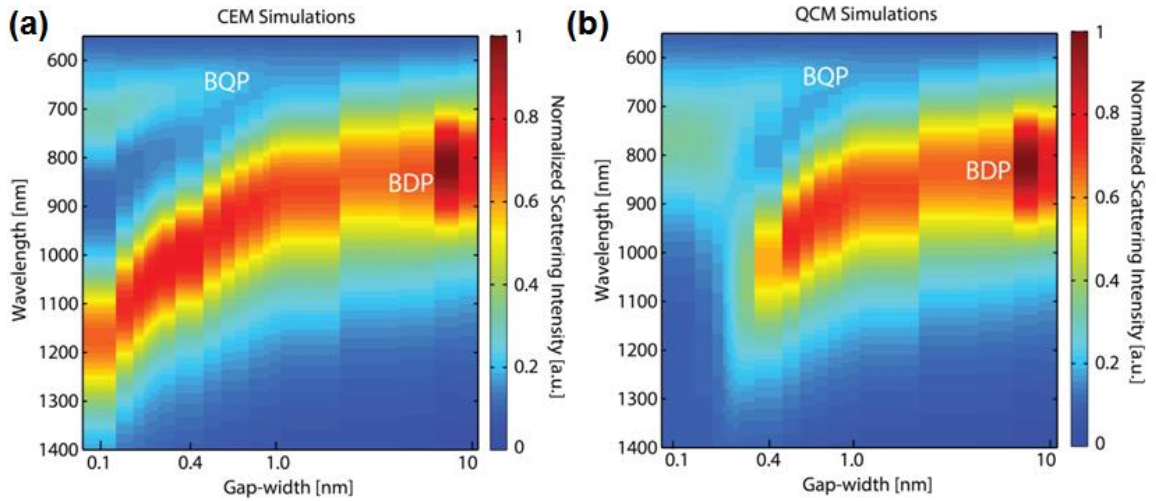 (a)
CEM Simulations
BQP
BDP
600
700
800
900
1000
1100
1200
1300
1400
Wavelength [nm]
0.1 0.4 1.0 10
Gap-width [nm]
1
0.8
0.6
0.4
0.2
0
Normalized Scattering Intensity [a.u.]
(b)
QCM Simulations
BQP
BDP
600
700
800
900
1000
1100
1200
1300
1400
Wavelength [nm]
0.1 0.4 1.0 10
Gap-width [nm]
1
0.8
0.6
0.4
0.2
0
Normalized Scattering Intensity [a.u.]